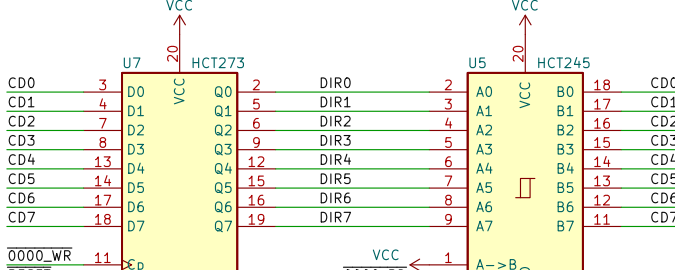 VCC VCC
20 20
U7 HCT273 U5 HCT245
VCC VCC
CD0 3 D0 Q0 2 DIR0 2 A0 B0 18 CD0
CD1 4 D1 Q1 5 DIR1 3 A1 B1 17 CD1
CD2 7 D2 Q2 6 DIR2 4 A2 B2 16 CD2
CD3 8 D3 Q3 9 DIR3 5 A3 B3 15 CD3
CD4 13 D4 Q4 12 DIR4 6 A4 B4 14 CD4
CD5 14 D5 Q5 15 DIR5 7 A5 B5 13 CD5
CD6 17 D6 Q6 16 DIR6 8 A6 B6 12 CD6
CD7 18 D7 Q7 19 DIR7 9 A7 B7 11 CD7
0000_WR 11 Cp VCC 1 A->B